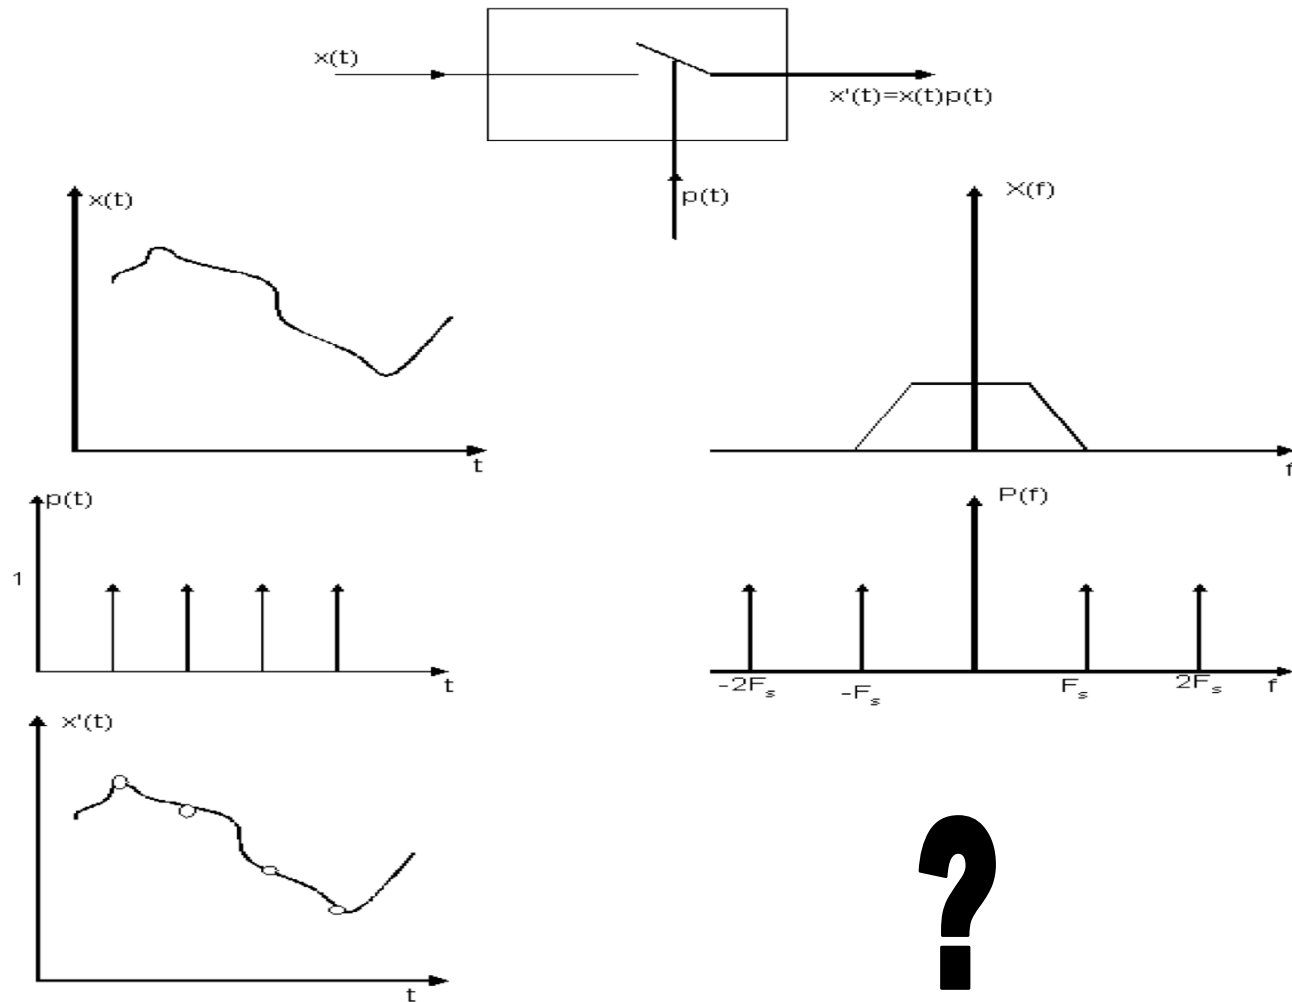 x(t)
x'(t)=x(t)p(t)
p(t)
x(t)
t
X(f)
f
p(t)
1
t
P(f)
-2Fs
-Fs
Fs
2Fs
f
x'(t)
t
?